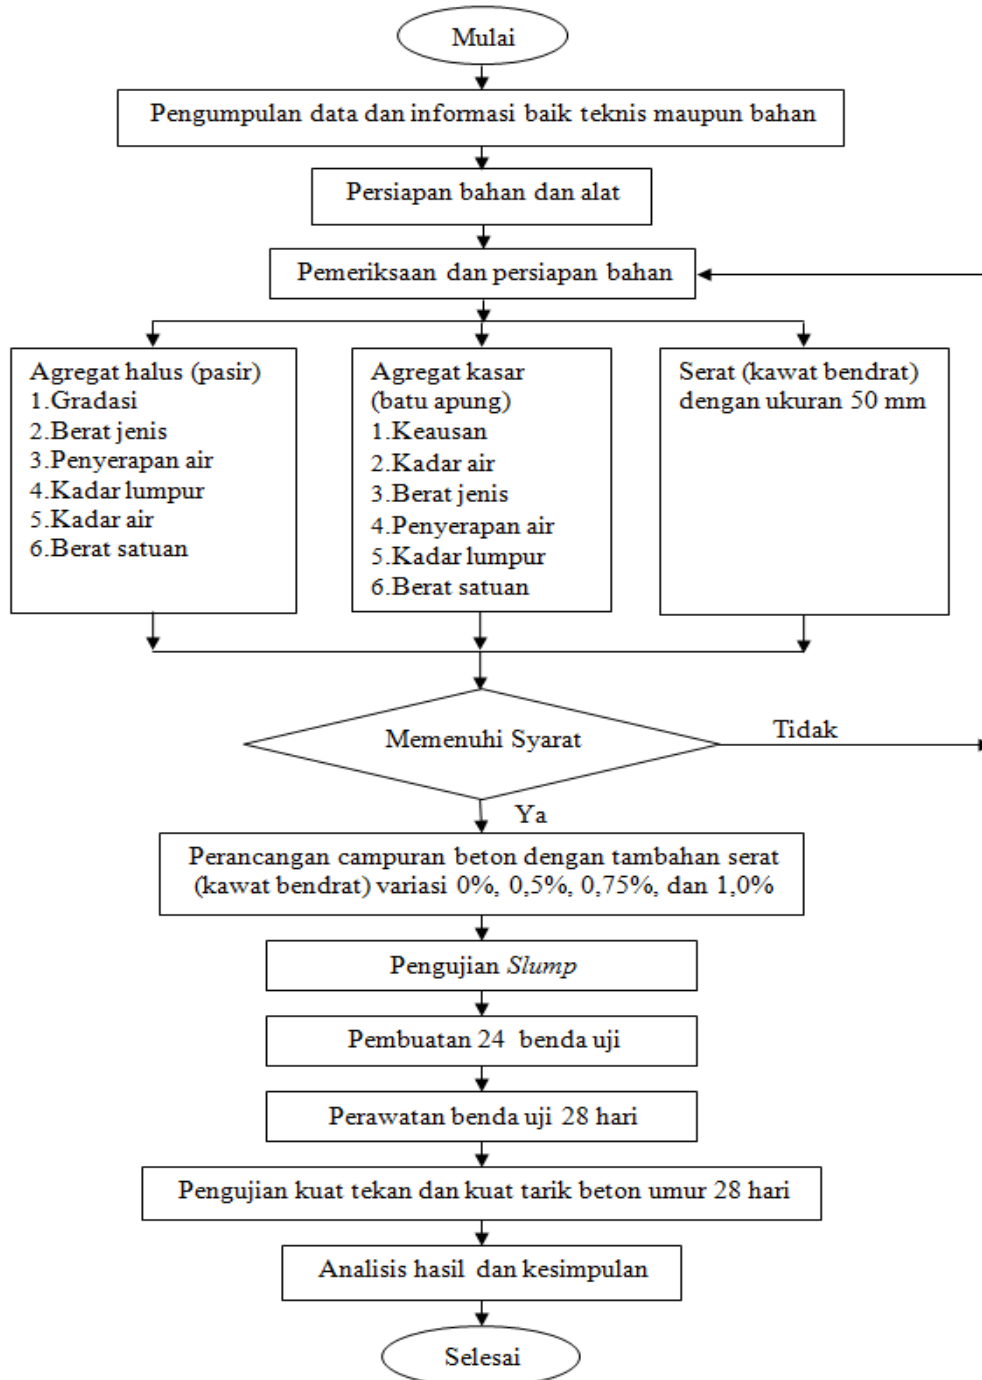 Mulai
Pengumpulan data dan informasi baik teknis maupun bahan
Persiapan bahan dan alat
Pemeriksaan dan persiapan bahan
Agregat halus (pasir)
1.Gradasi
2.Berat jenis
3.Penyerapan air
4.Kadar lumpur
5.Kadar air
6.Berat satuan
Agregat kasar
(batu apung)
1.Keausan
2.Kadar air
3.Berat jenis
4.Penyerapan air
5.Kadar lumpur
6.Berat satuan
Serat (kawat bendrat)
dengan ukuran 50 mm
Memenuhi Syarat
Tidak
Ya
Perancangan campuran beton dengan tambahan serat
(kawat bendrat) variasi 0%, 0,5%, 0,75%, dan 1,0%
Pengujian Slump
Pembuatan 24 benda uji
Perawatan benda uji 28 hari
Pengujian kuat tekan dan kuat tarik beton umur 28 hari
Analisis hasil dan kesimpulan
Selesai